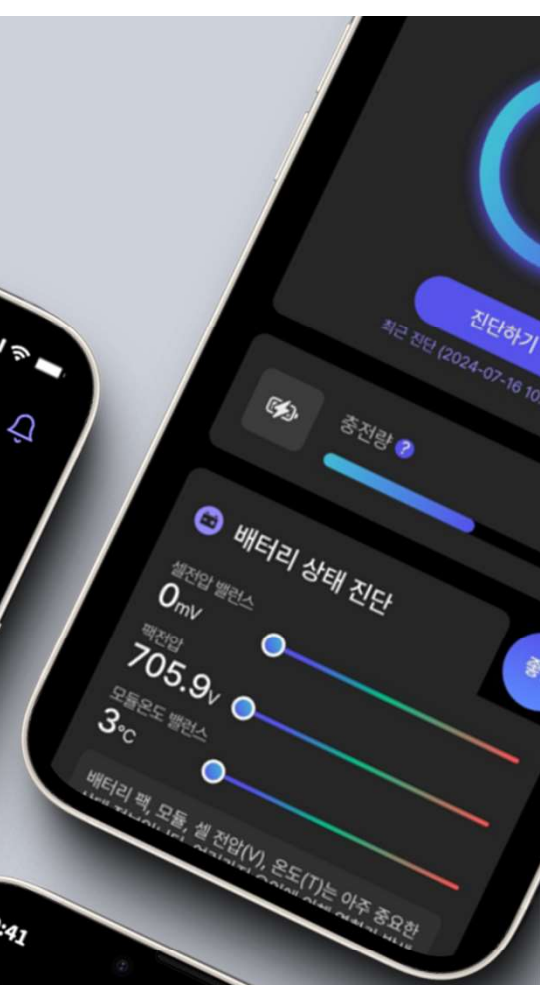 진단하기
최근 진단 (2024-07-16 10:
충전량 ?
배터리 상태 진단
셀전압 밸런스
0mV
팩전압
705.9V
모듈온도 밸런스
3℃
배터리 팩, 모듈, 셀 전압(V), 온도(T)는 아주 중요한
:41